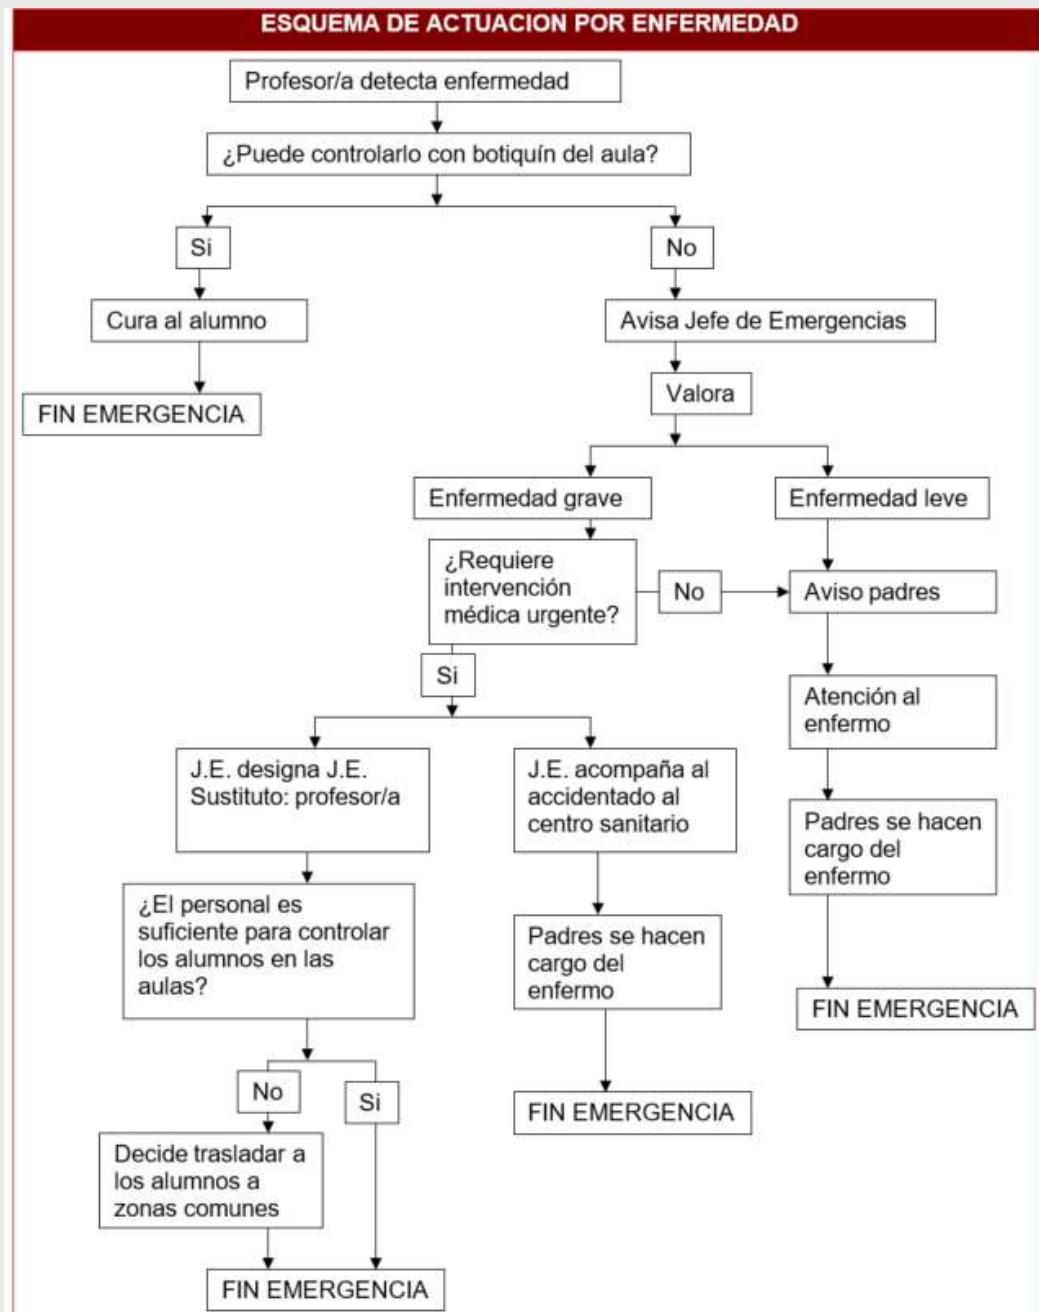 ESQUEMA DE ACTUACION POR ENFERMEDAD
Profesor/a detecta enfermedad
¿Puede controlarlo con botiquín del aula?
Si
No
Cura al alumno
Avisa Jefe de Emergencias
FIN EMERGENCIA
Valora
Enfermedad grave
Enfermedad leve
¿Requiere
intervención
médica urgente?
No
Aviso padres
Si
Atención al
enfermo
J.E. designa J.E.
Sustituto: profesor/a
J.E. acompaña al
accidentado al
centro sanitario
Padres se hacen
cargo del
enfermo
¿El personal es
suficiente para controlar
los alumnos en las
aulas?
Padres se hacen
cargo del
enfermo
FIN EMERGENCIA
No
Si
FIN EMERGENCIA
Decide trasladar a
los alumnos a
zonas comunes
FIN EMERGENCIA